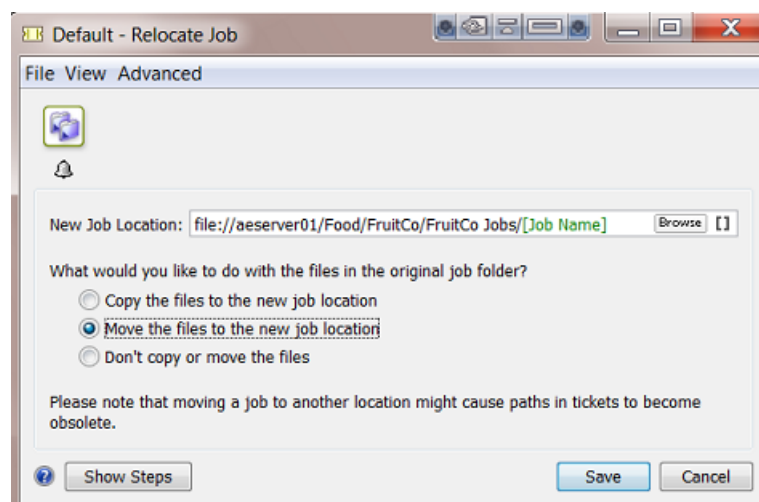 Default - Relocate Job
File View Advanced
New Job Location: file://aeserver01/Food/FruitCo/FruitCo Jobs/[Job Name] Browse []
What would you like to do with the files in the original job folder?
Copy the files to the new job location
Move the files to the new job location
Don't copy or move the files
Please note that moving a job to another location might cause paths in tickets to become
obsolete.
? Show Steps Save Cancel